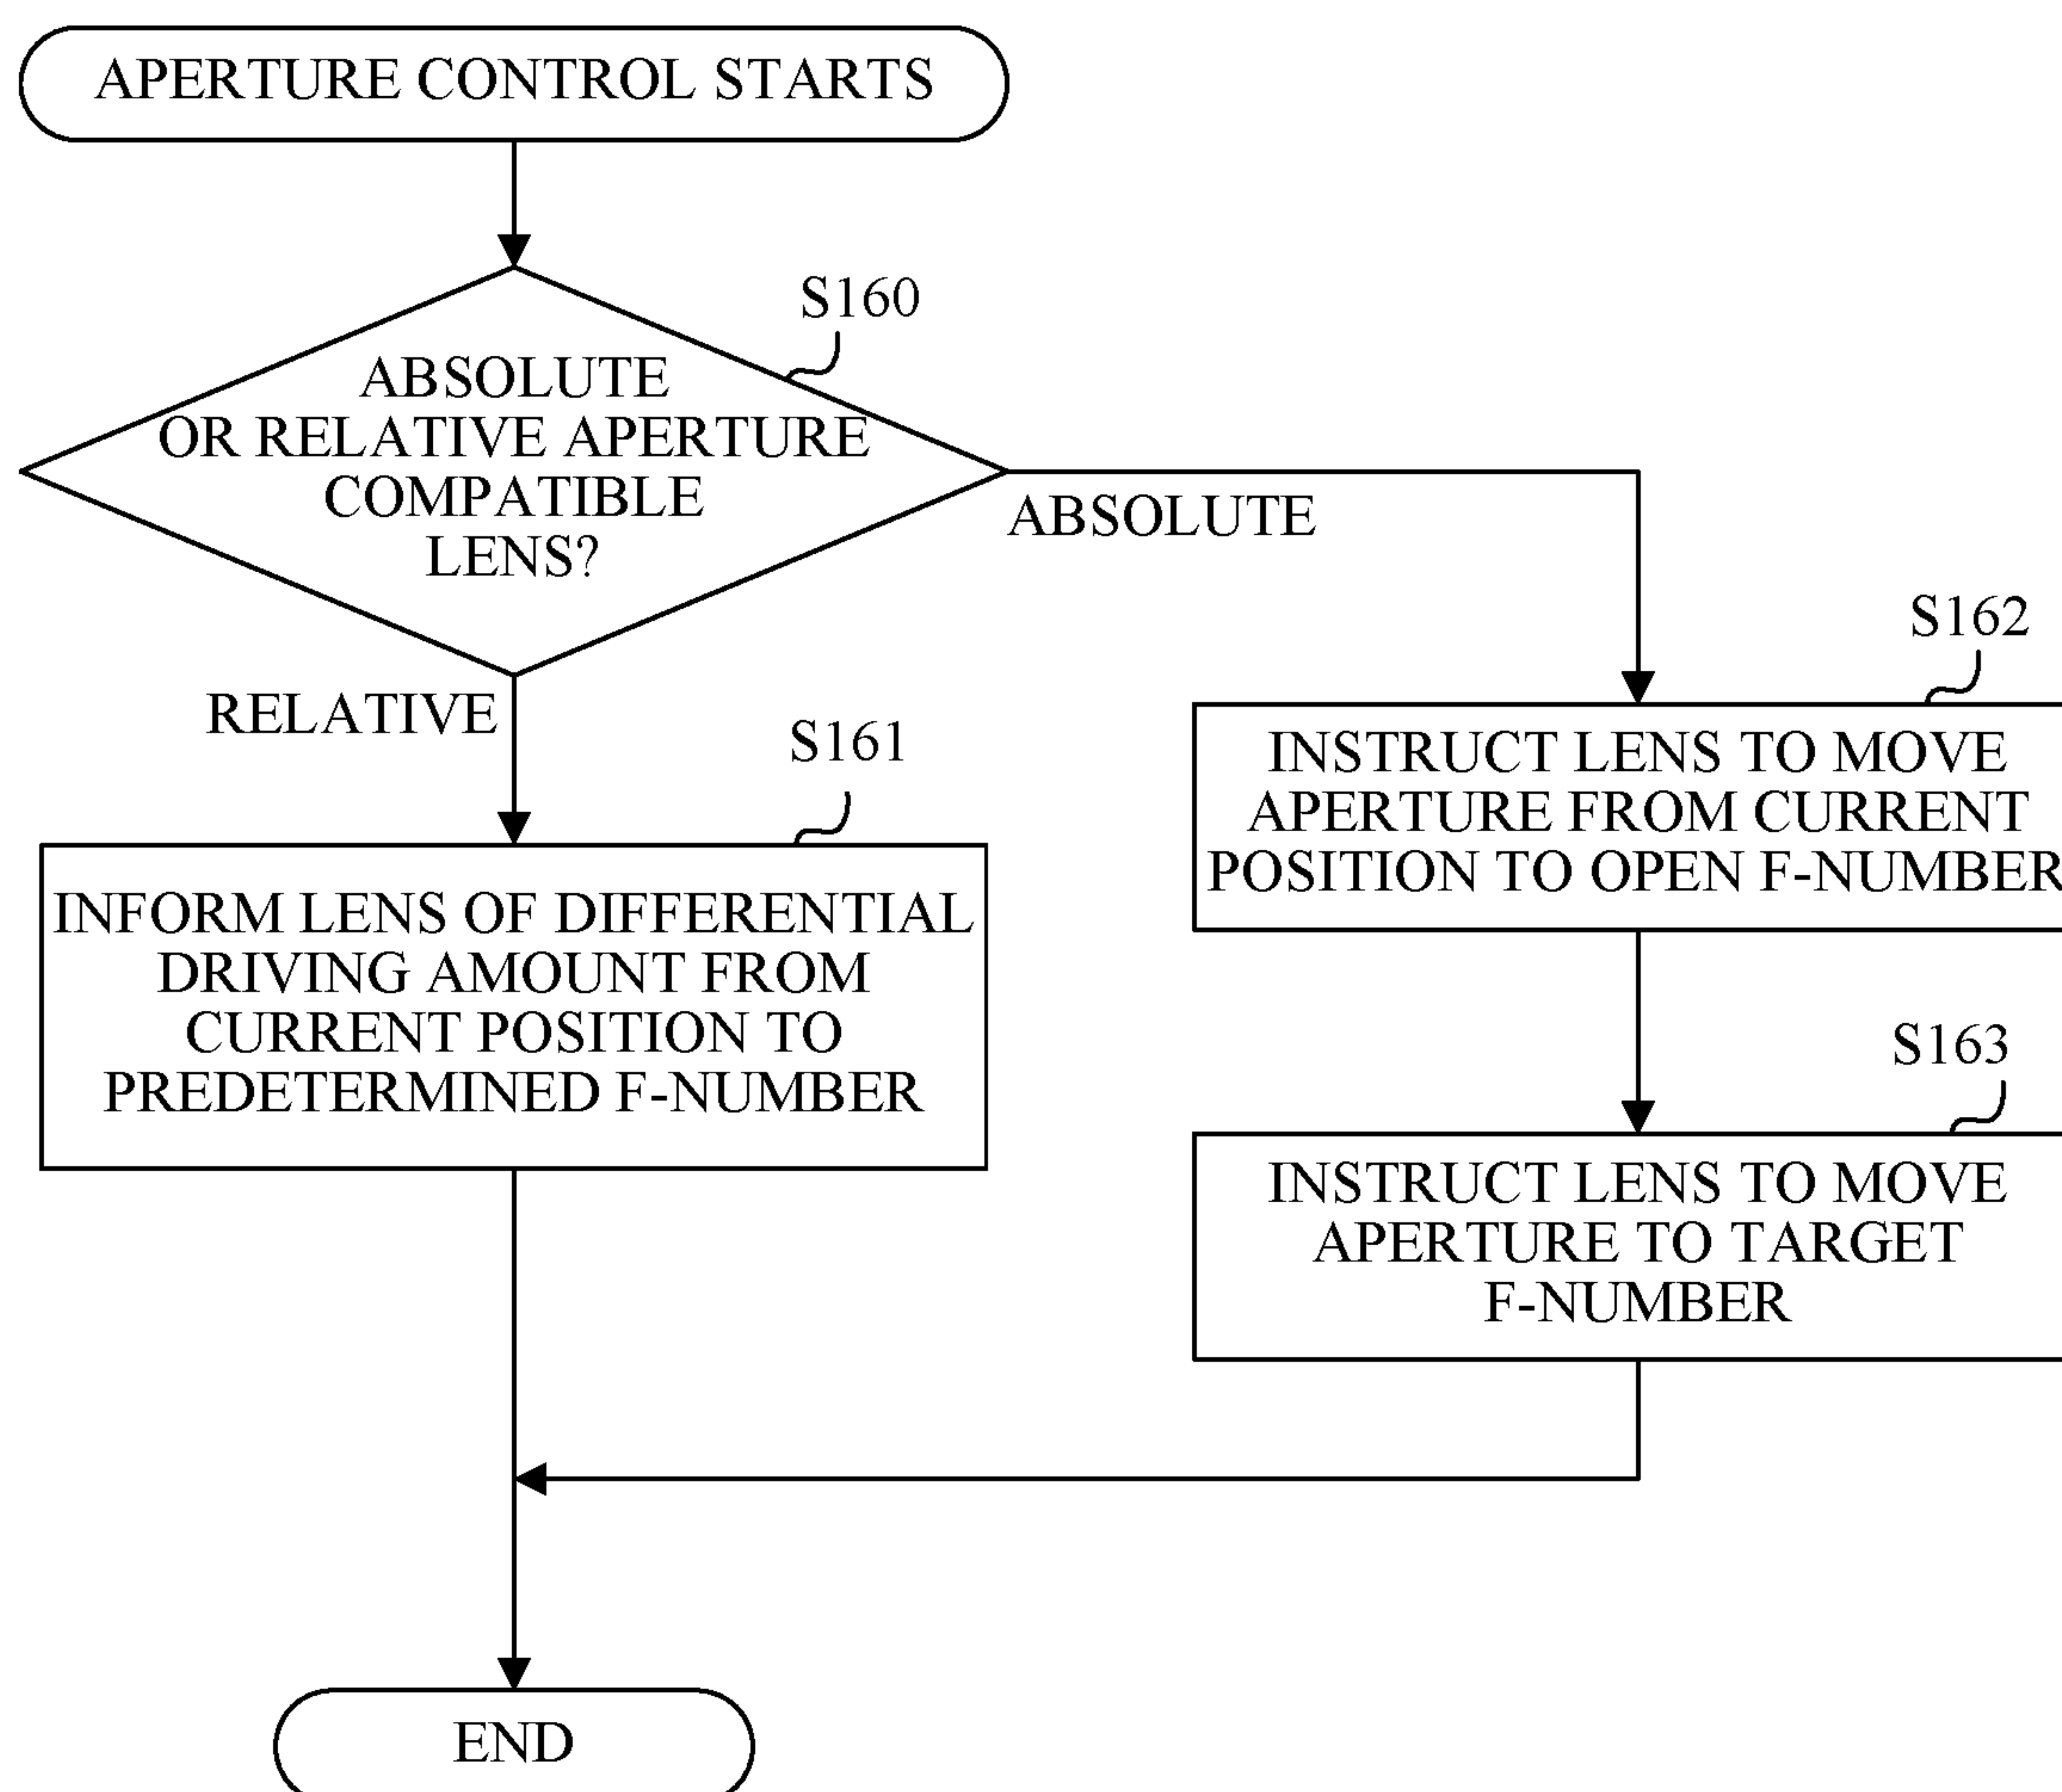 APERTURE CONTROL STARTS
S160
ABSOLUTE
OR RELATIVE APERTURE
COMPATIBLE
LENS?
ABSOLUTE
RELATIVE
S161
INFORM LENS OF DIFFERENTIAL
DRIVING AMOUNT FROM
CURRENT POSITION TO
PREDETERMINED F-NUMBER
S162
INSTRUCT LENS TO MOVE
APERTURE FROM CURRENT
POSITION TO OPEN F-NUMBER
S163
INSTRUCT LENS TO MOVE
APERTURE TO TARGET
F-NUMBER
END